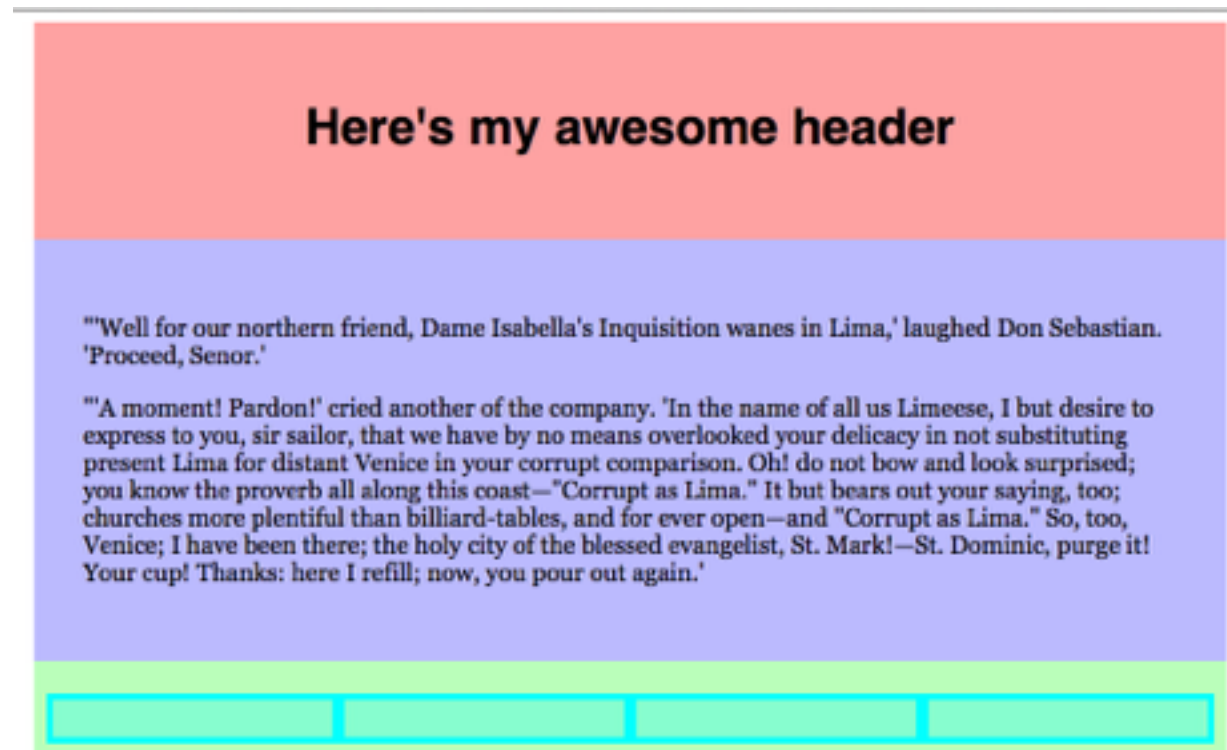 Here's my awesome header
"'Well for our northern friend, Dame Isabella's Inquisition wanes in Lima,' laughed Don Sebastian.
'Proceed, Senor.'
"'A moment! Pardon!' cried another of the company. 'In the name of all us Limeese, I but desire to
express to you, sir sailor, that we have by no means overlooked your delicacy in not substituting
present Lima for distant Venice in your corrupt comparison. Oh! do not bow and look surprised;
you know the proverb all along this coast—"Corrupt as Lima." It but bears out your saying, too;
churches more plentiful than billiard-tables, and for ever open—and "Corrupt as Lima." So, too,
Venice; I have been there; the holy city of the blessed evangelist, St. Mark!—St. Dominic, purge it!
Your cup! Thanks: here I refill; now, you pour out again.'